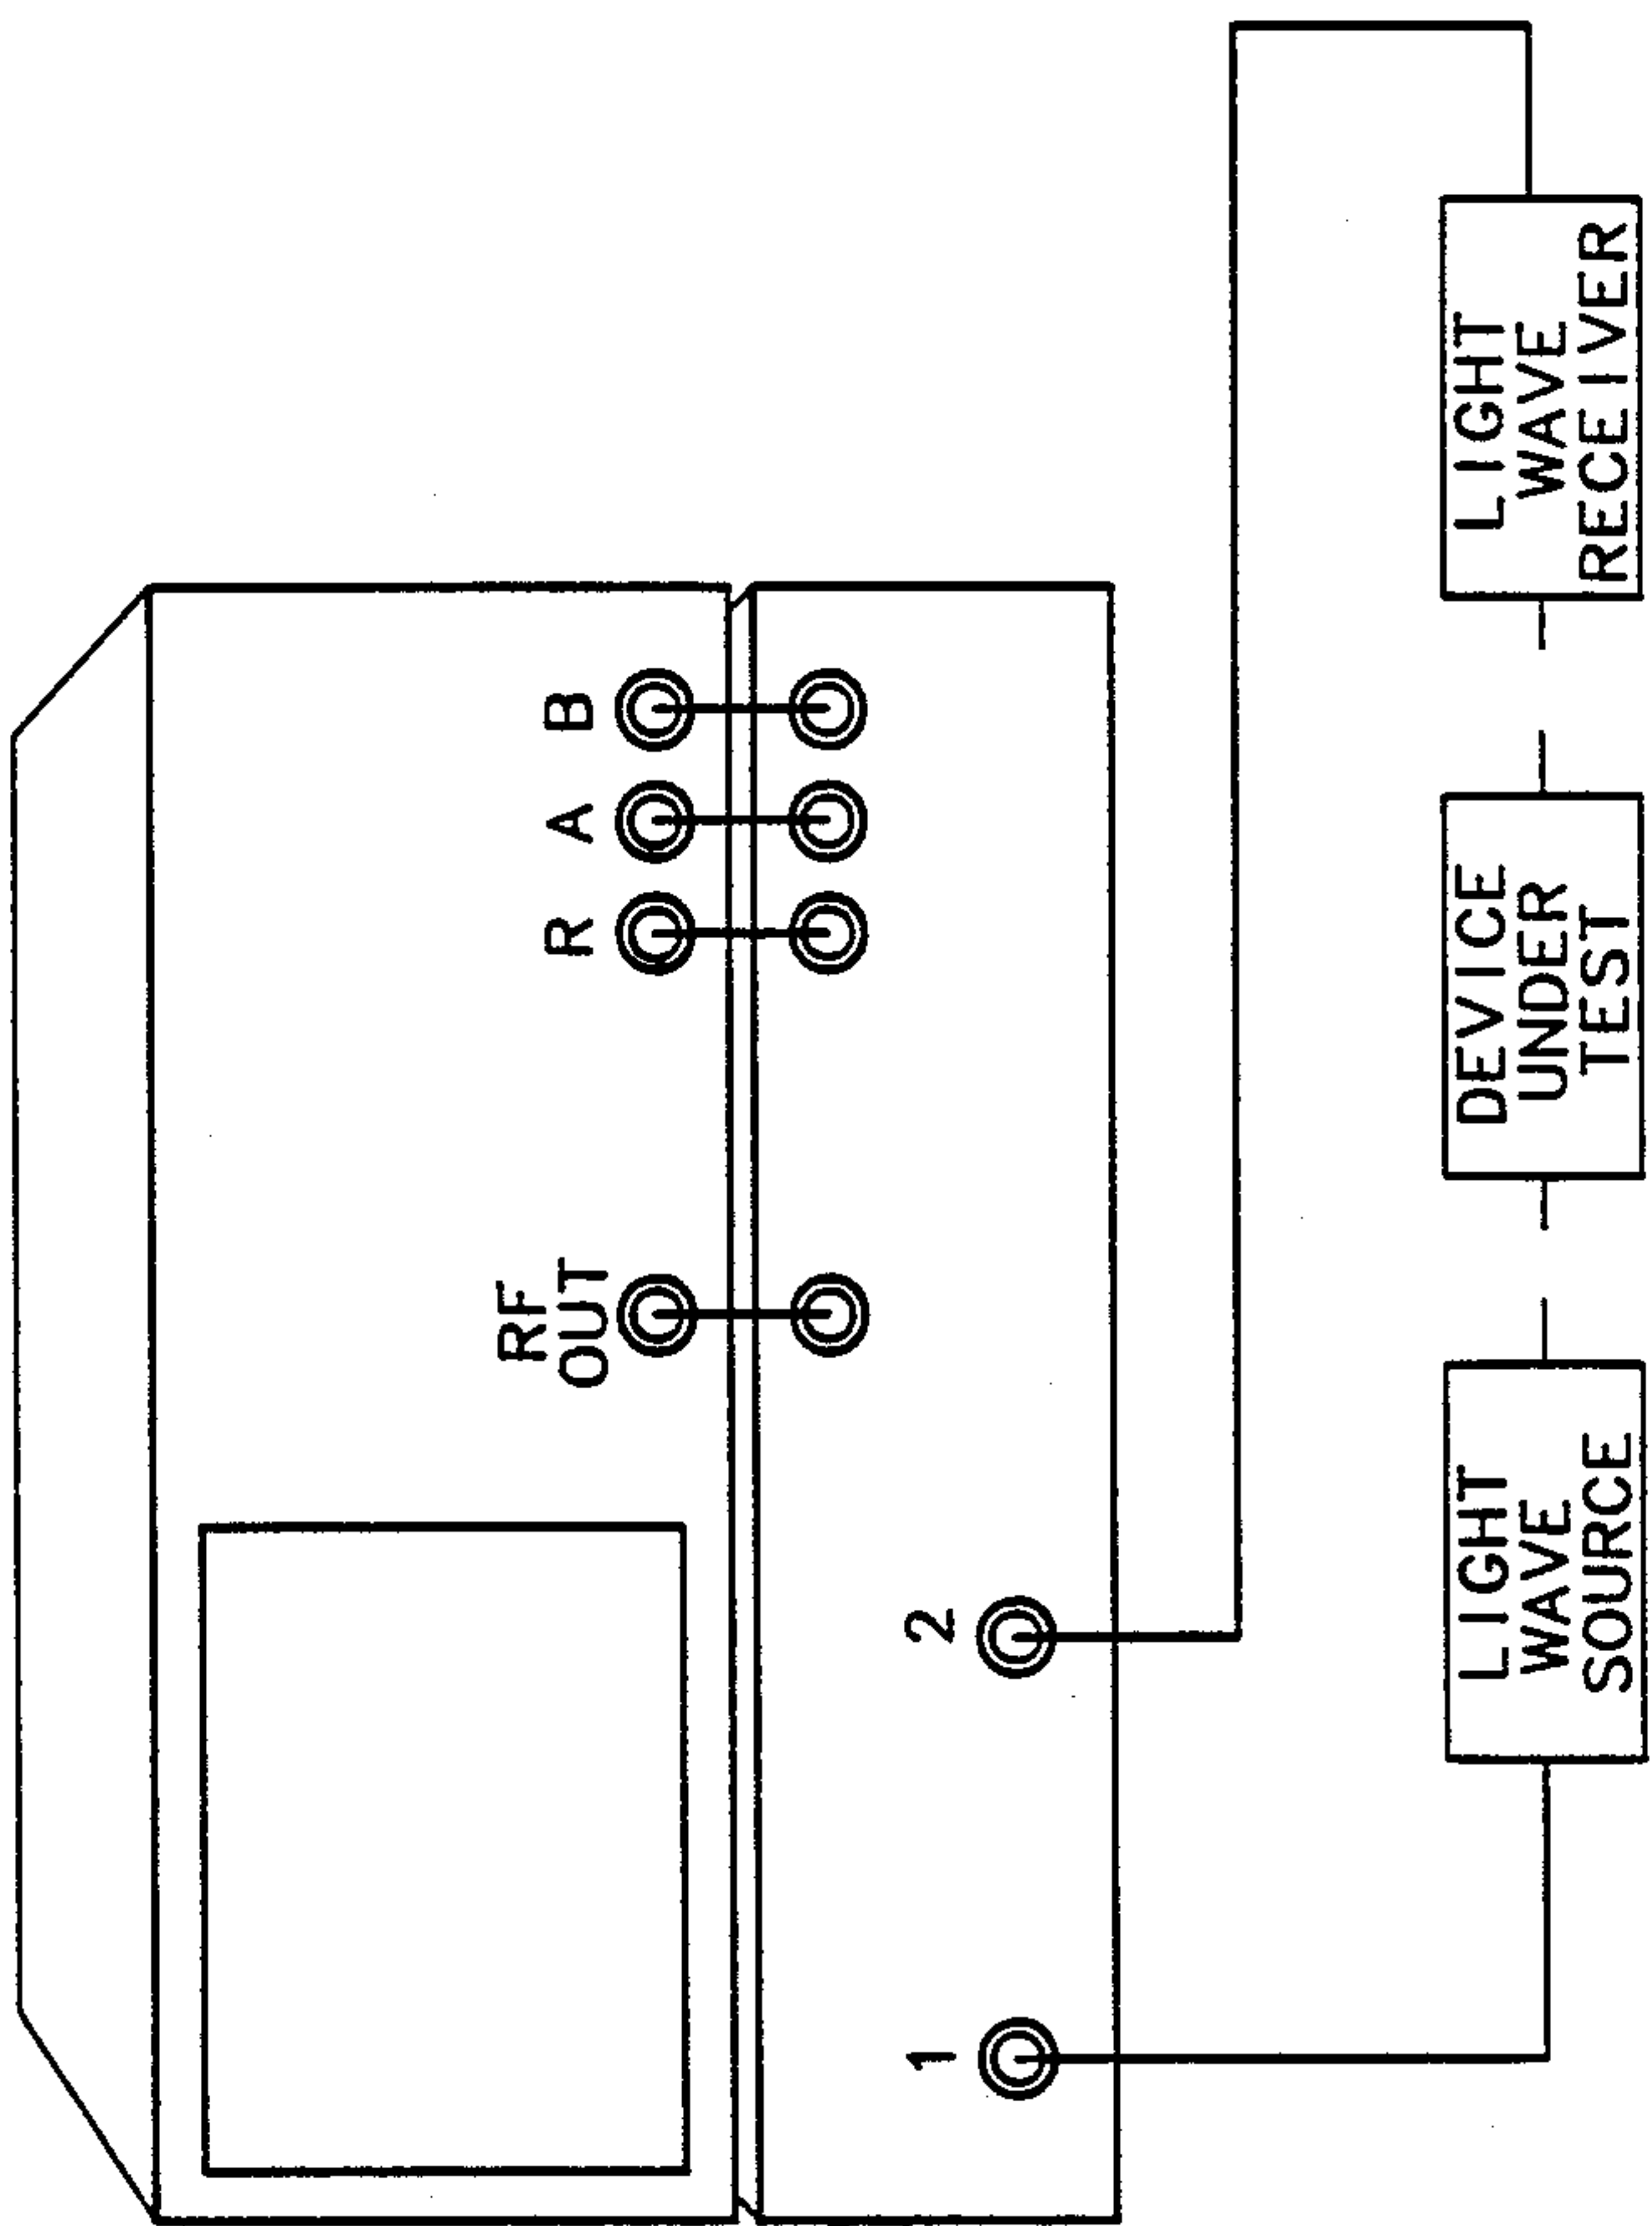 RF
OUT
R
A
B
1
2
LIGHT
WAVE
SOURCE
DEVICE
UNDER
TEST
LIGHT
WAVE
RECEIVER